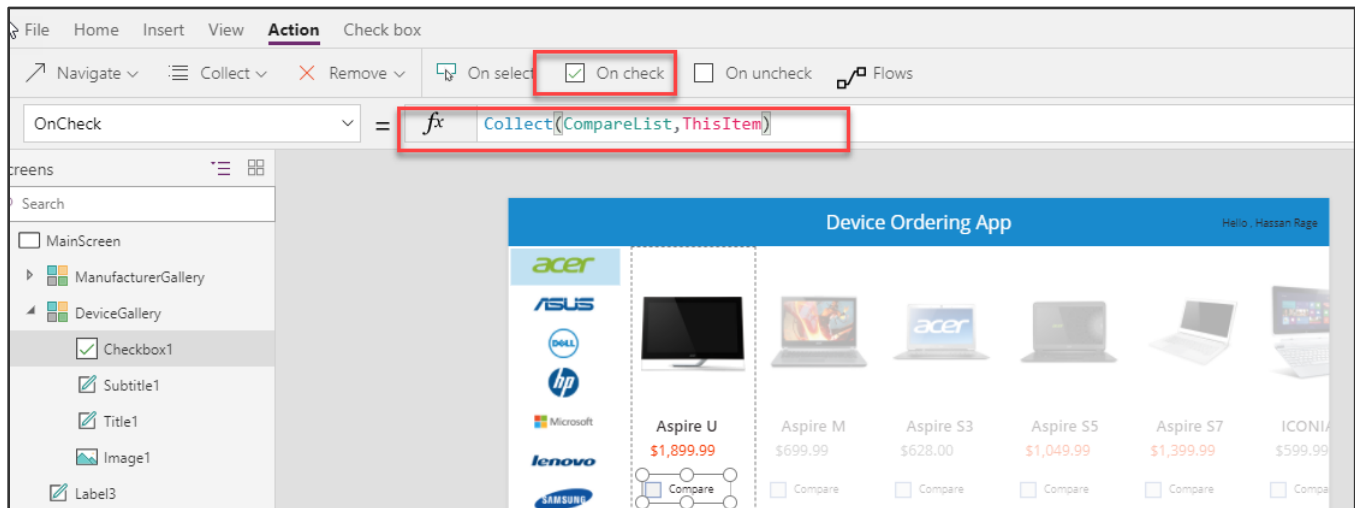 File Home Insert View Action Check box
Navigate Collect Remove On select On check On uncheck Flows
OnCheck = fx Collect(CompareList,ThisItem)
creens
Search
MainScreen
ManufacturerGallery
DeviceGallery
Checkbox1
Subtitle1
Title1
Image1
Label3
Device Ordering App
Hello , Hassan Rage
acer
ASUS
DELL
hp
Microsoft
lenovo
SAMSUNG
acer
Aspire U Aspire M Aspire S3 Aspire S5 Aspire S7 ICONIA
$1,899.99 $699.99 $628.00 $1,049.99 $1,399.99 $599.99
Compare Compare Compare Compare Compare Compa